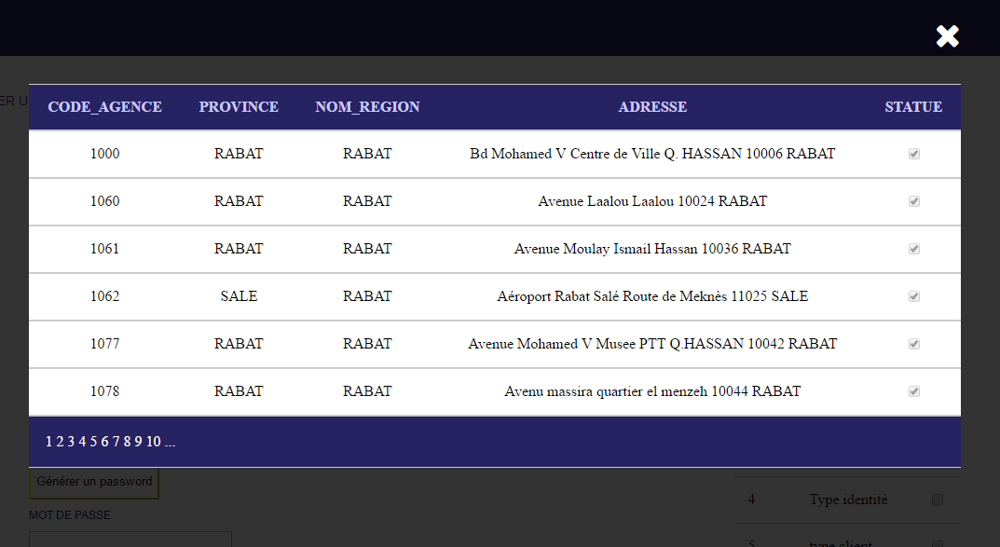 ER U
CODE_AGENCE PROVINCE NOM_REGION ADRESSE STATUE
1000 RABAT RABAT Bd Mohamed V Centre de Ville Q. HASSAN 10006 RABAT
1060 RABAT RABAT Avenue Laalou Laalou 10024 RABAT
1061 RABAT RABAT Avenue Moulay Ismail Hassan 10036 RABAT
1062 SALE RABAT Aéroport Rabat Salé Route de Meknès 11025 SALE
1077 RABAT RABAT Avenue Mohamed V Musee PTT Q.HASSAN 10042 RABAT
1078 RABAT RABAT Avenu massira quartier el menzeh 10044 RABAT
1 2 3 4 5 6 7 8 9 10 ...
Générer un password
MOT DE PASSE
4 Type identité
5 type client